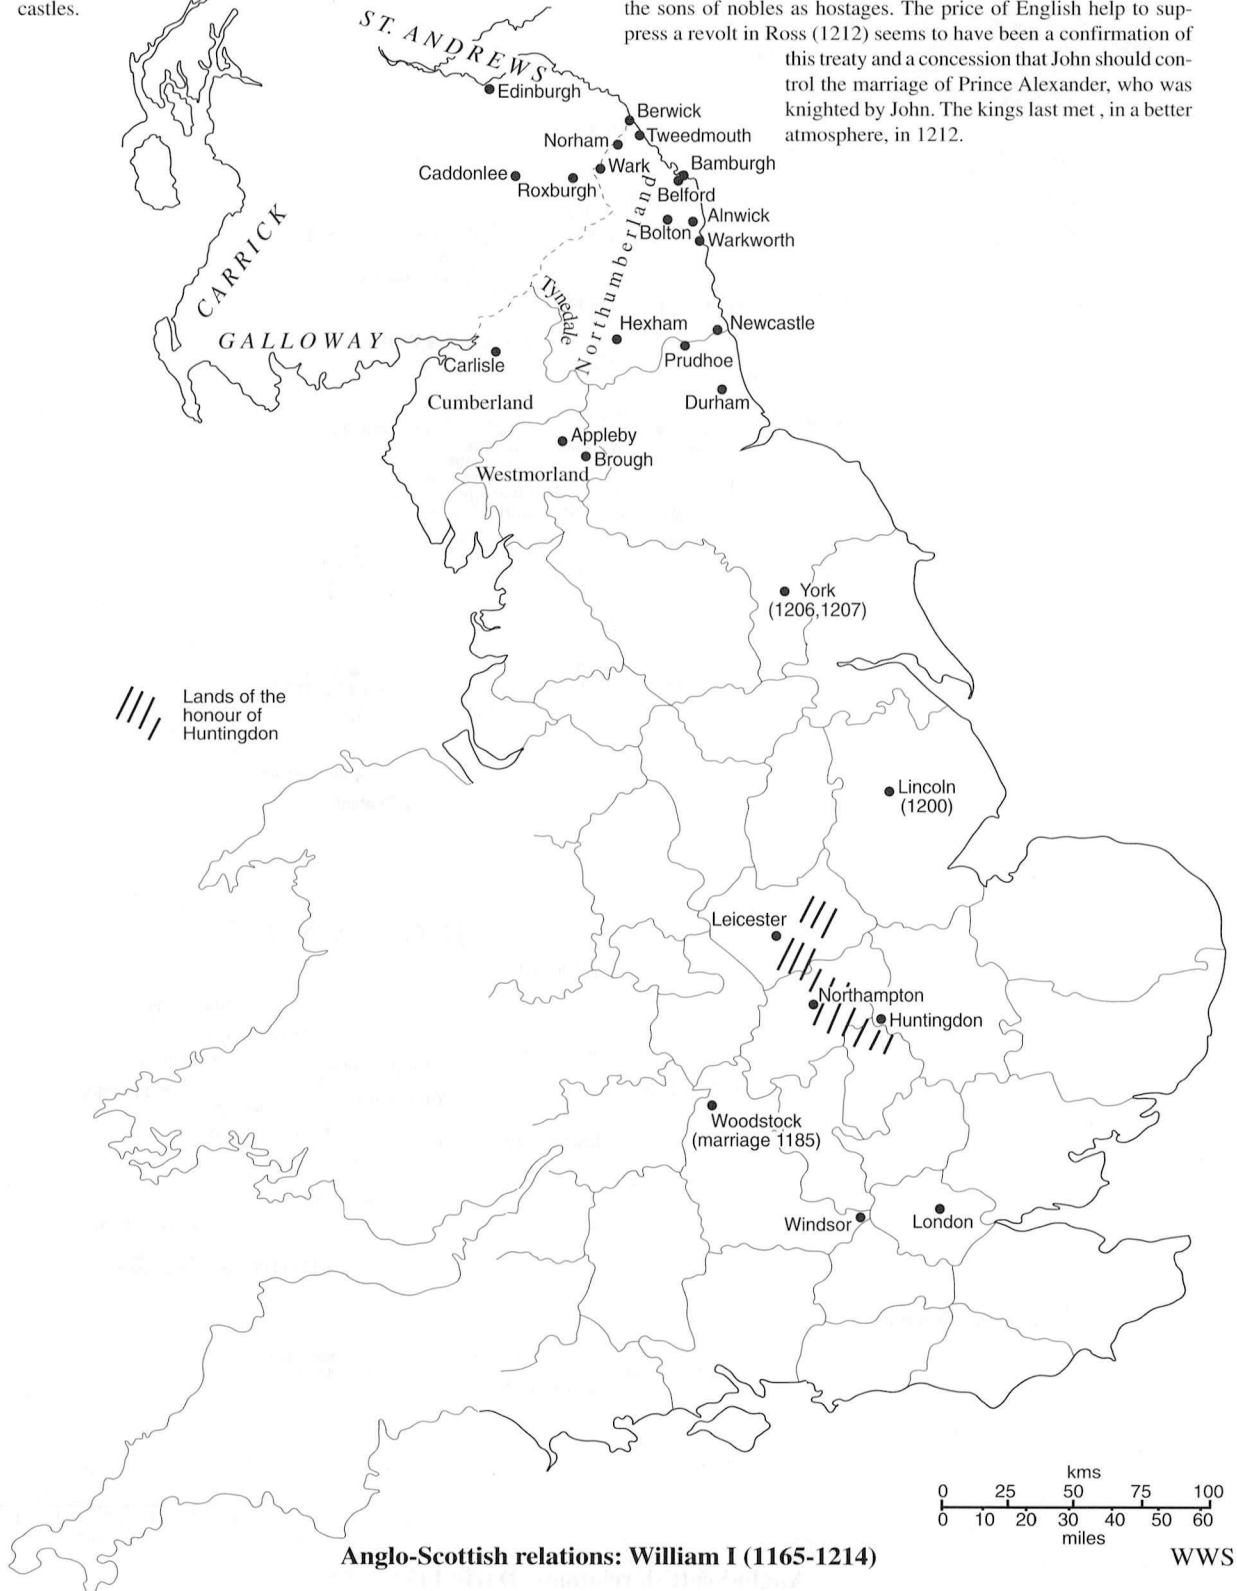 castles.
the sons of nobles as hostages. The price of English help to sup-
press a revolt in Ross (1212) seems to have been a confirmation of
this treaty and a concession that John should con-
trol the marriage of Prince Alexander, who was
knighted by John. The kings last met , in a better
atmosphere, in 1212.
ST. ANDREWS
Edinburgh
Berwick
Tweedmouth
Norham
Wark
Bamburgh
Caddonlee
Roxburgh
Belford
Alnwick
Bolton
Warkworth
CARRICK
Northumberland
Tynedale
GALLOWAY
Hexham
Newcastle
Prudhoe
Carlisle
Cumberland
Durham
Appleby
Brough
Westmorland
York
(1206,1207)
Lands of the
honour of
Huntingdon
Lincoln
(1200)
Leicester
Northampton
Huntingdon
Woodstock
(marriage 1185)
Windsor
London
kms
0 25 50 75 100
0 10 20 30 40 50 60
miles
Anglo-Scottish relations: William I (1165-1214)
WWS